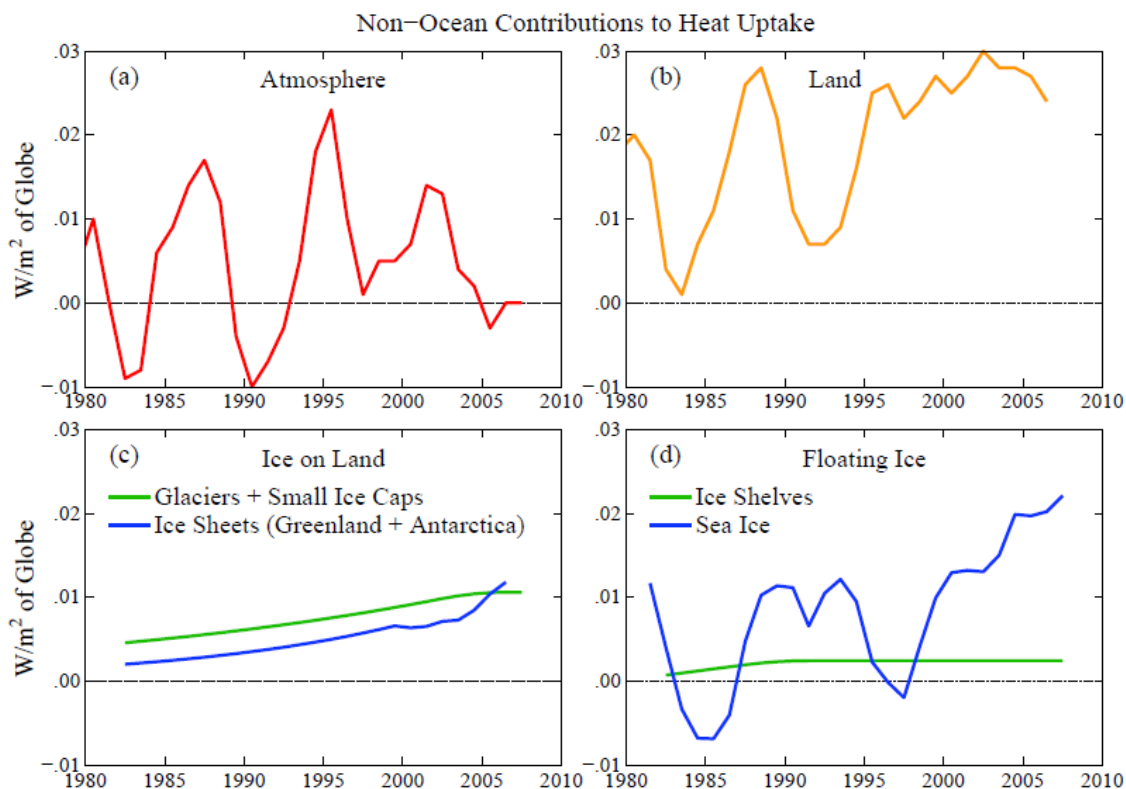 Non−Ocean Contributions to Heat Uptake
(a)
Atmosphere
W/m² of Globe
.03
.02
.01
.00
−.01
1980 1985 1990 1995 2000 2005 2010
(b)
Land
.03
.02
.01
.00
−.01
1980 1985 1990 1995 2000 2005 2010
(c)
Ice on Land
Glaciers + Small Ice Caps
Ice Sheets (Greenland + Antarctica)
W/m² of Globe
.03
.02
.01
.00
−.01
1980 1985 1990 1995 2000 2005 2010
(d)
Floating Ice
Ice Shelves
Sea Ice
.03
.02
.01
.00
−.01
1980 1985 1990 1995 2000 2005 2010